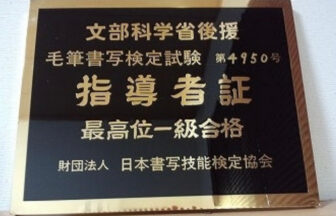 文部科学省後援
毛筆書写検定試験 第4950号
指導者証
最高位一級合格
財団法人 日本書写技能検定協会